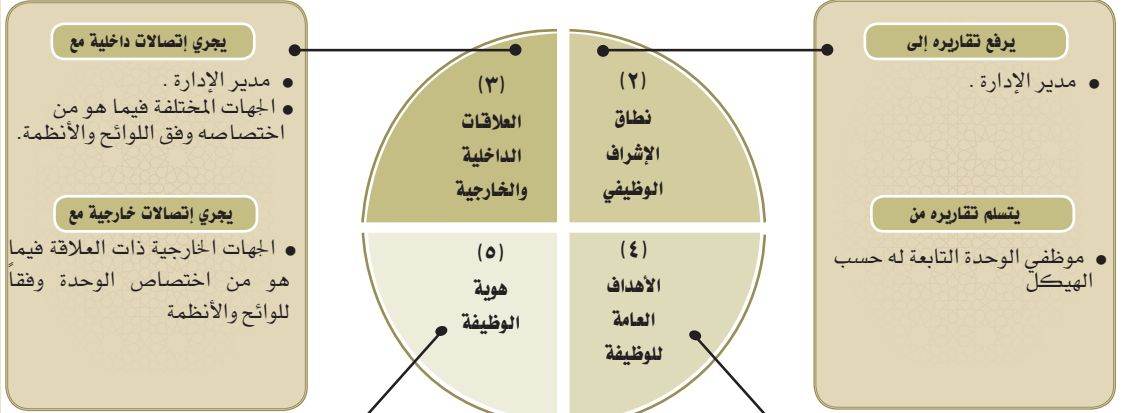 يرفع تقاريره إلى
● مدير الإدارة .
يتسلم تقاريره من
● موظفي الوحدة التابعة له حسب
الهيكل
(٢)
نطاق
الإشراف
الوظيفي
(٣)
العلاقات
الداخلية
والخارجية
(٤)
الأهداف
العامة
للوظيفة
(٥)
هوية
الوظيفة
يجري إتصالات داخلية مع
● مدير الإدارة .
● الجهات المختلفة فيما هو من
اختصاصه وفق اللوائح والأنظمة.
يجري إتصالات خارجية مع
● الجهات الخارجية ذات العلاقة فيما
هو من اختصاص الوحدة وفقاً
للوائح والأنظمة